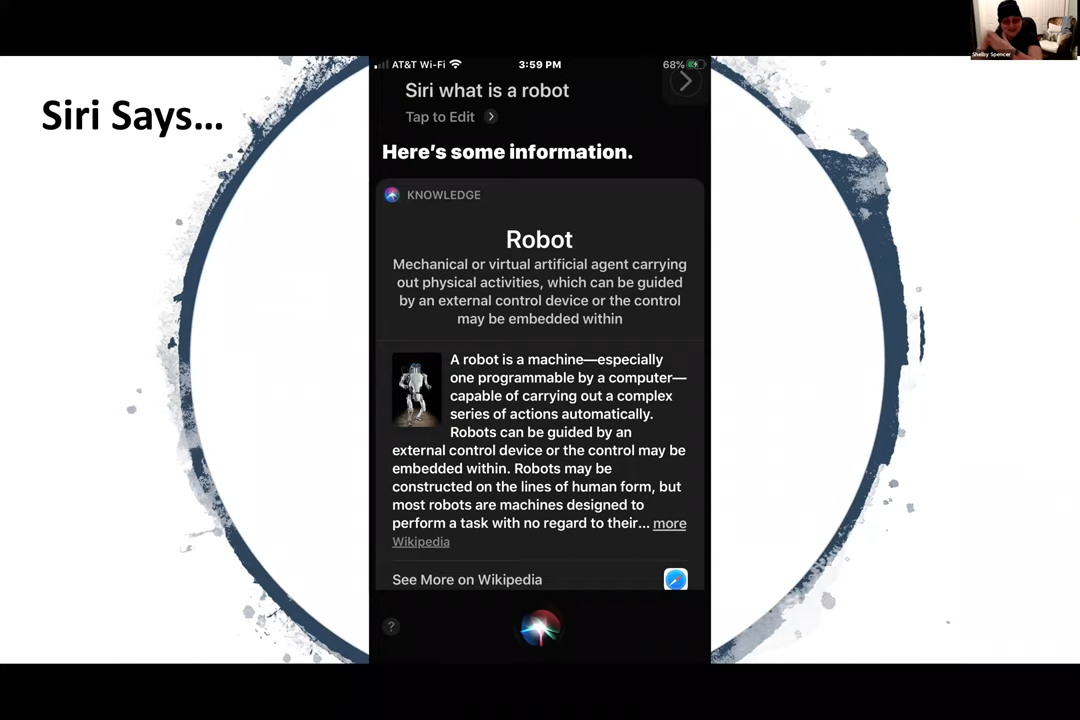 Shelby Spencer
Siri Says...
AT&T Wi-Fi 3:59 PM 68%
Siri what is a robot
Tap to Edit
Here's some information.
KNOWLEDGE
Robot
Mechanical or virtual artificial agent carrying
out physical activities, which can be guided
by an external control device or the control
may be embedded within
A robot is a machine—especially
one programmable by a computer—
capable of carrying out a complex
series of actions automatically.
Robots can be guided by an
external control device or the control may be
embedded within. Robots may be
constructed on the lines of human form, but
most robots are machines designed to
perform a task with no regard to their... more
Wikipedia
See More on Wikipedia
?